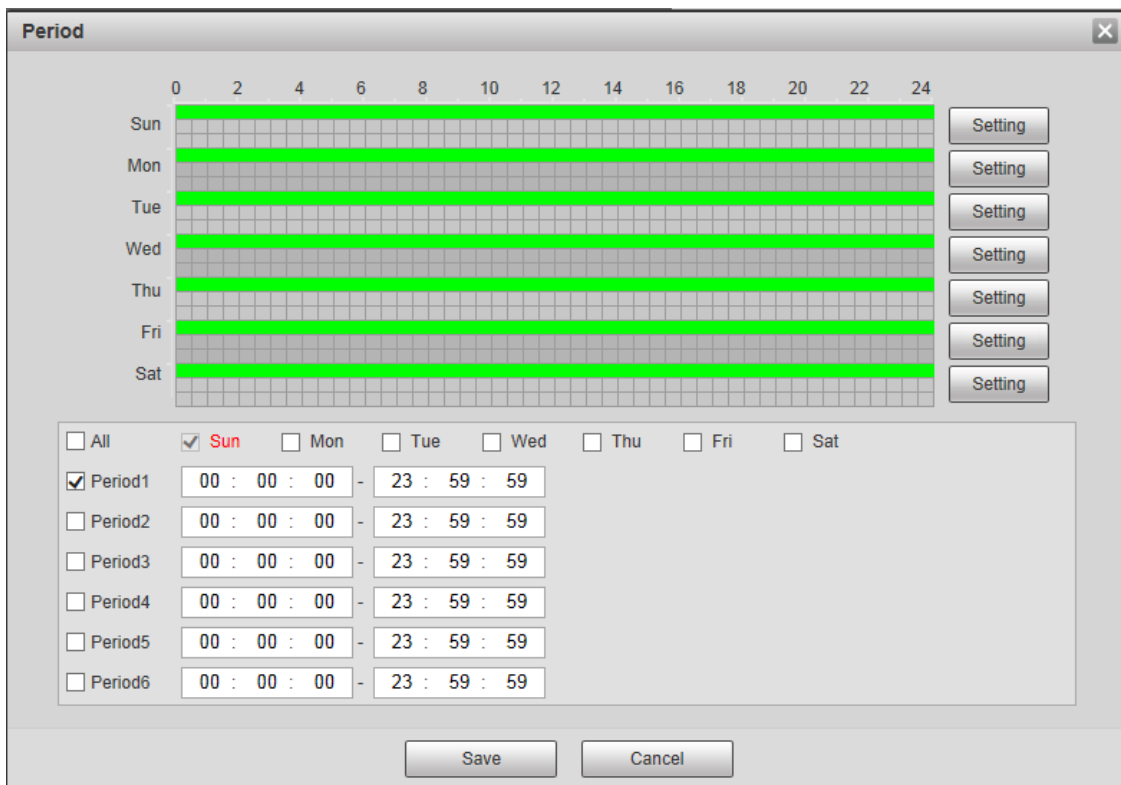 Period
0 2 4 6 8 10 12 14 16 18 20 22 24
Sun Setting
Mon Setting
Tue Setting
Wed Setting
Thu Setting
Fri Setting
Sat Setting
All Sun Mon Tue Wed Thu Fri Sat
Period1 00 : 00 : 00 - 23 : 59 : 59
Period2 00 : 00 : 00 - 23 : 59 : 59
Period3 00 : 00 : 00 - 23 : 59 : 59
Period4 00 : 00 : 00 - 23 : 59 : 59
Period5 00 : 00 : 00 - 23 : 59 : 59
Period6 00 : 00 : 00 - 23 : 59 : 59
Save Cancel